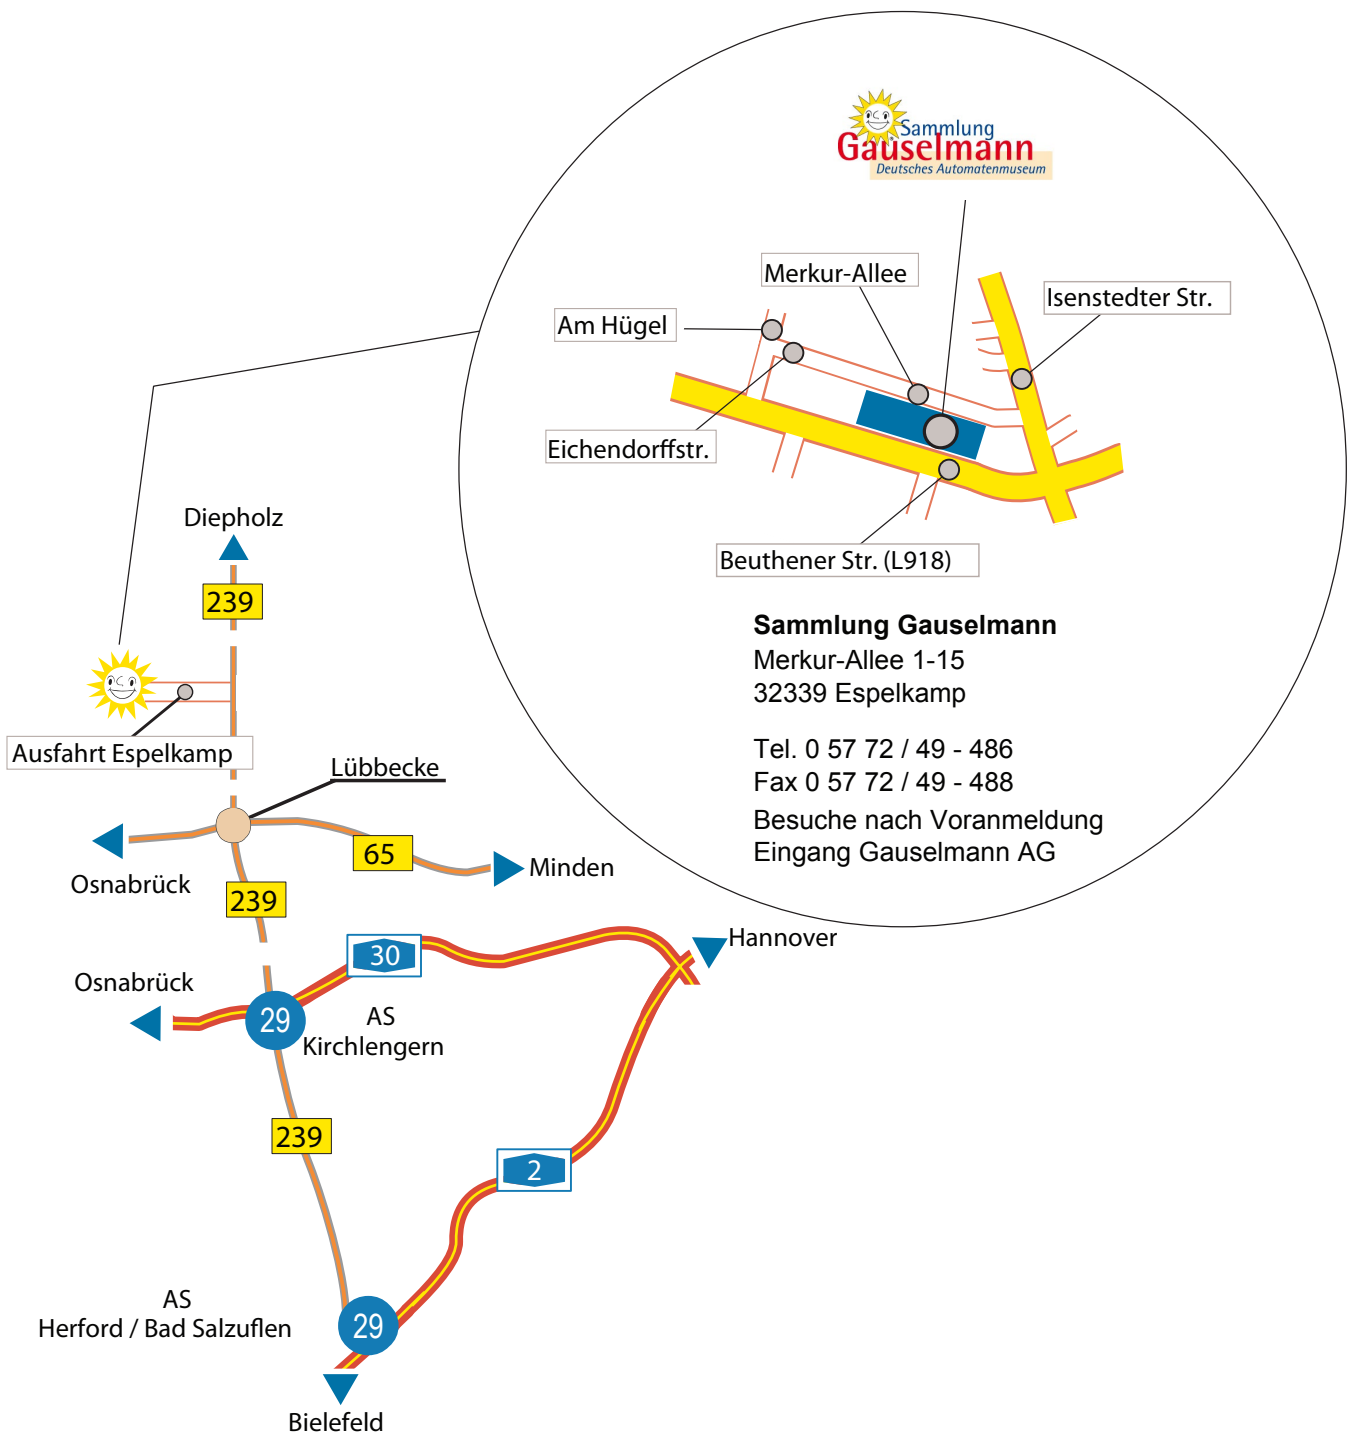 Sammlung
Gauselmann
Deutsches Automatenmuseum
Merkur-Allee
Isenstedter Str.
Am Hügel
Eichendorffstr.
Beuthener Str. (L918)
Sammlung Gauselmann
Merkur-Allee 1-15
32339 Espelkamp
Tel. 0 57 72 / 49 - 486
Fax 0 57 72 / 49 - 488
Besuche nach Voranmeldung
Eingang Gauselmann AG
Diepholz
239
Ausfahrt Espelkamp
Lübbecke
65
Minden
Osnabrück
239
Hannover
30
Osnabrück
29
AS
Kirchlengern
239
2
AS
Herford / Bad Salzuflen
29
Bielefeld